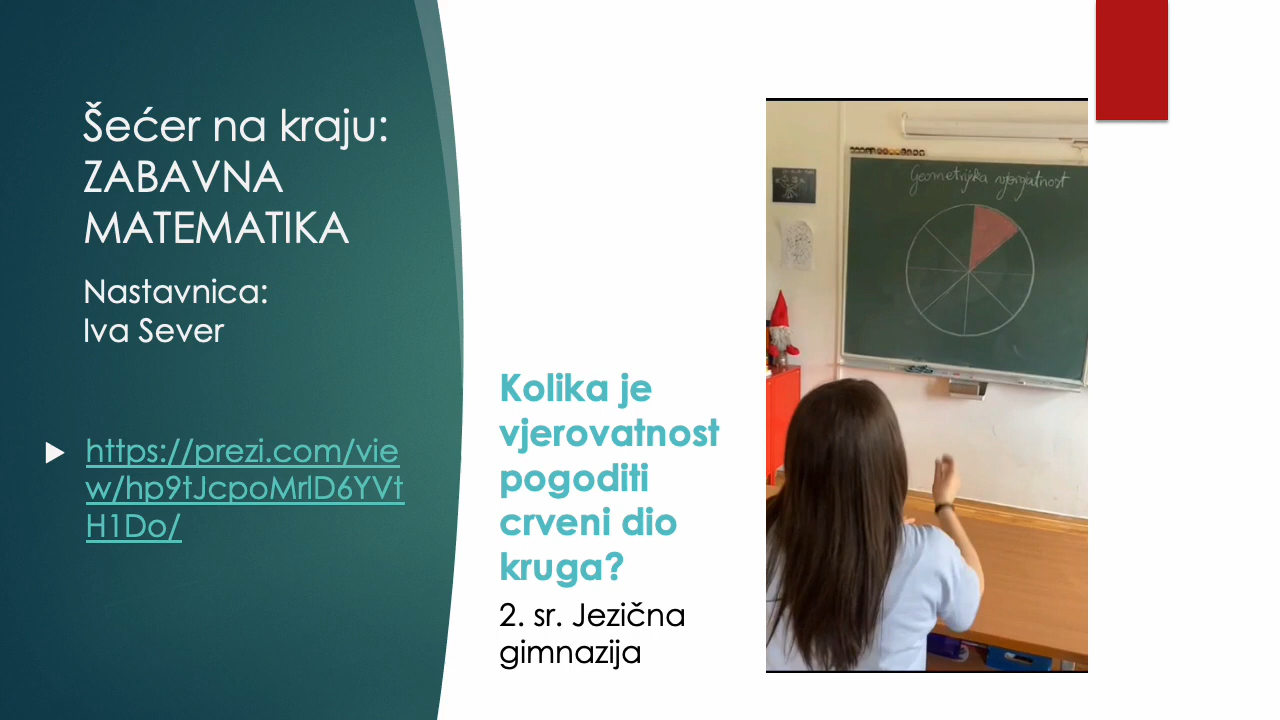 Šećer na kraju:
ZABAVNA
MATEMATIKA
Nastavnica:
Iva Sever
https://prezi.com/vie
w/hp9tJcpoMrlD6YVt
H1Do/
Kolika je
vjerovatnost
pogoditi
crveni dio
kruga?
2. sr. Jezična
gimnazija
Geometrijska vjerojatnost